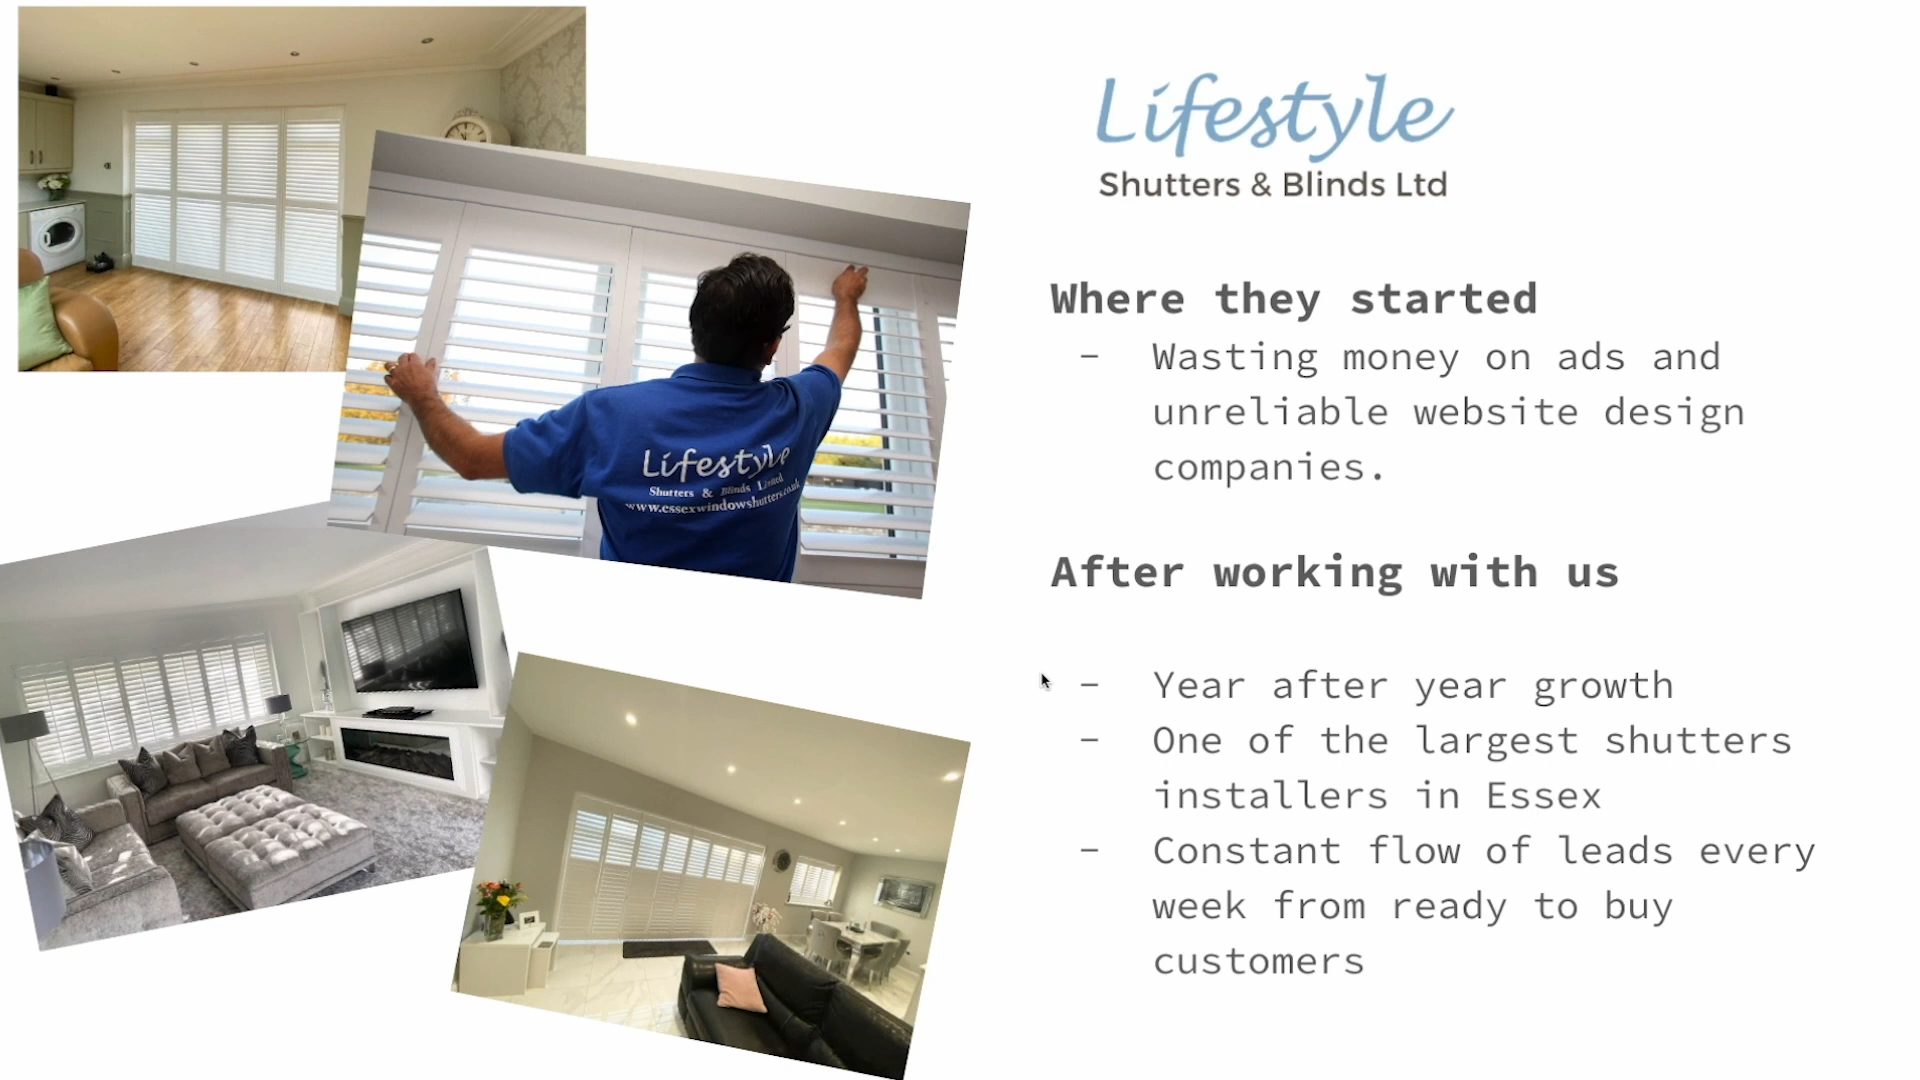 Lifestyle
Shutters & Blinds Ltd
Lifestyle
Shutters & Blinds Limited
www.essexwindowshutters.co.uk
Where they started
- Wasting money on ads and
unreliable website design
companies.
After working with us
- Year after year growth
- One of the largest shutters
installers in Essex
- Constant flow of leads every
week from ready to buy
customers